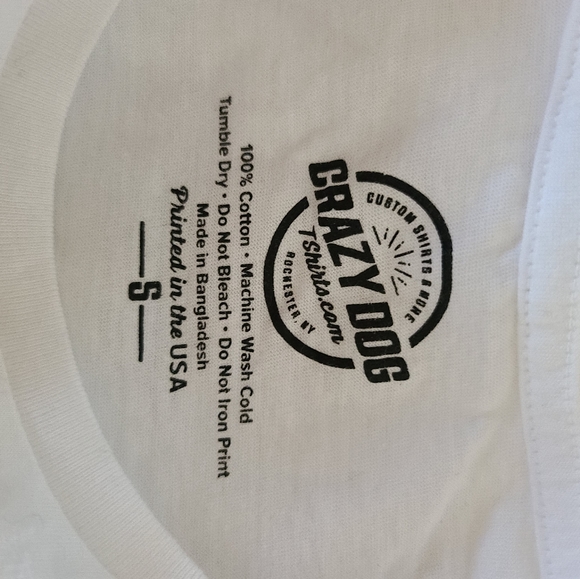 CUSTOM SHIRTS & MORE
CRAZY DOG
TShirts.com
ROCHESTER, NY
100% Cotton • Machine Wash Cold
Tumble Dry • Do Not Bleach • Do Not Iron Print
Made in Bangladesh
Printed in the USA
S